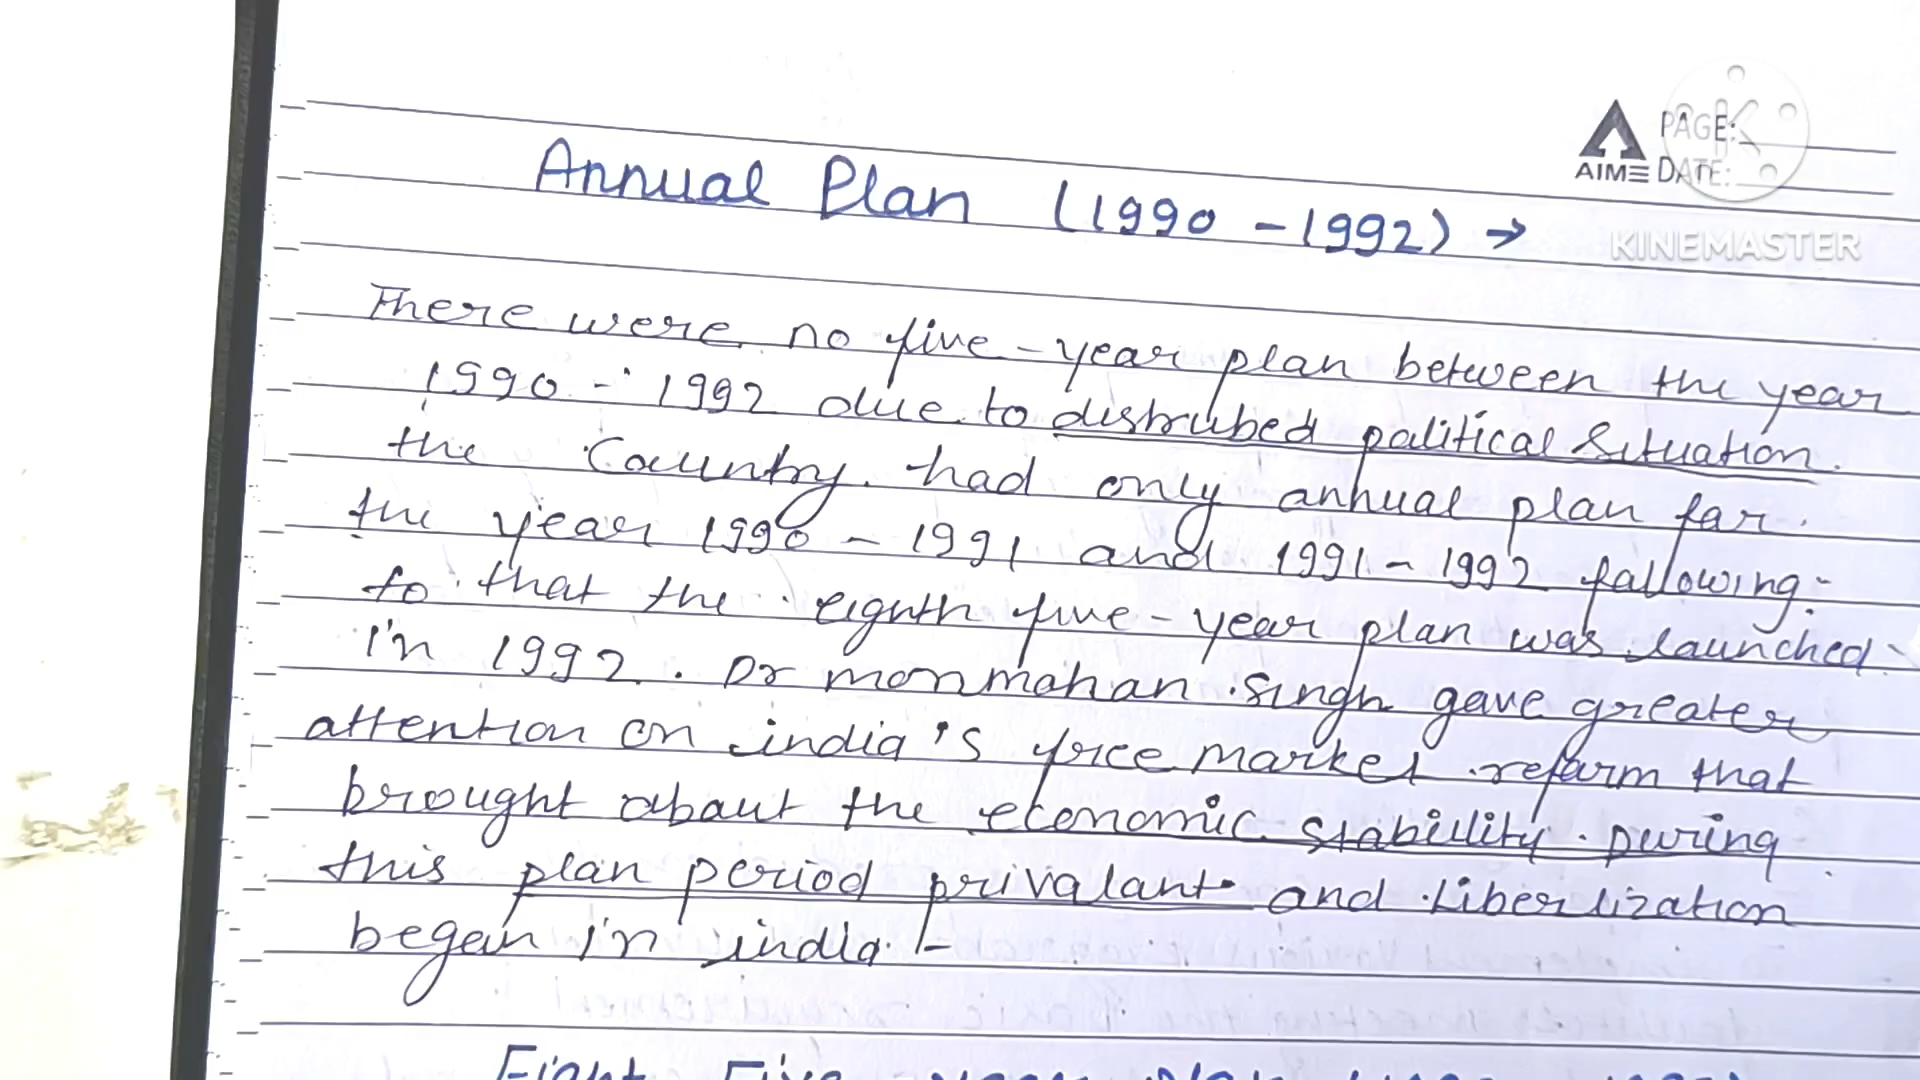 AIM PAGE:
DATE:
KINEMASTER
Annual Plan (1990 - 1992) →
There were no five-year plan between the year
1990 - 1992 due to distrubed political Situation.
the Country had only annual plan for
the year 1990 - 1991 and 1991 - 1992 following
to that the eighth five-year plan was launched
in 1992. Dr monmohan singh gave greater
attention on india's free market reform that
brought about the economic stability. During
this plan period privalant and Liberlization
began in india.
Eight Five